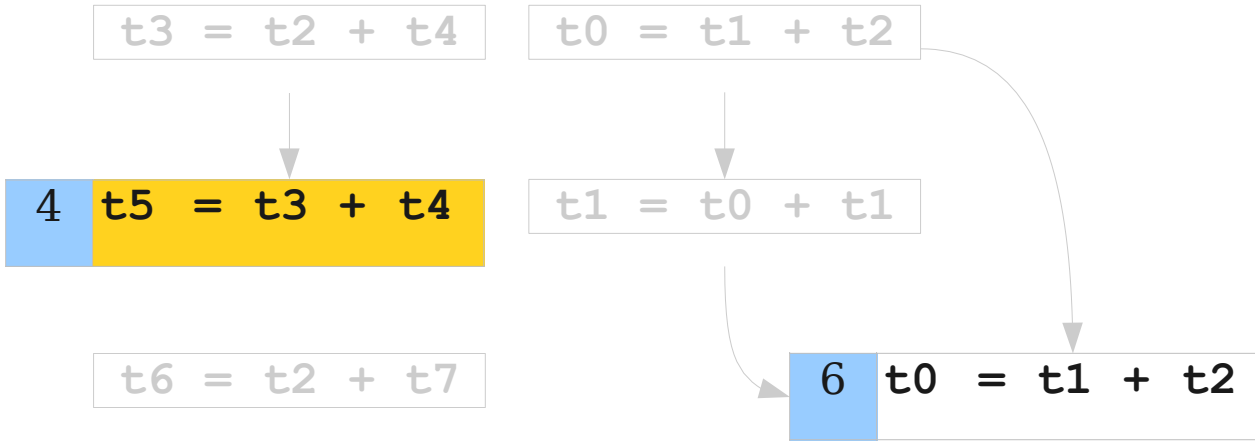 t3 = t2 + t4
t0 = t1 + t2
4 t5 = t3 + t4
t1 = t0 + t1
t6 = t2 + t7
6 t0 = t1 + t2